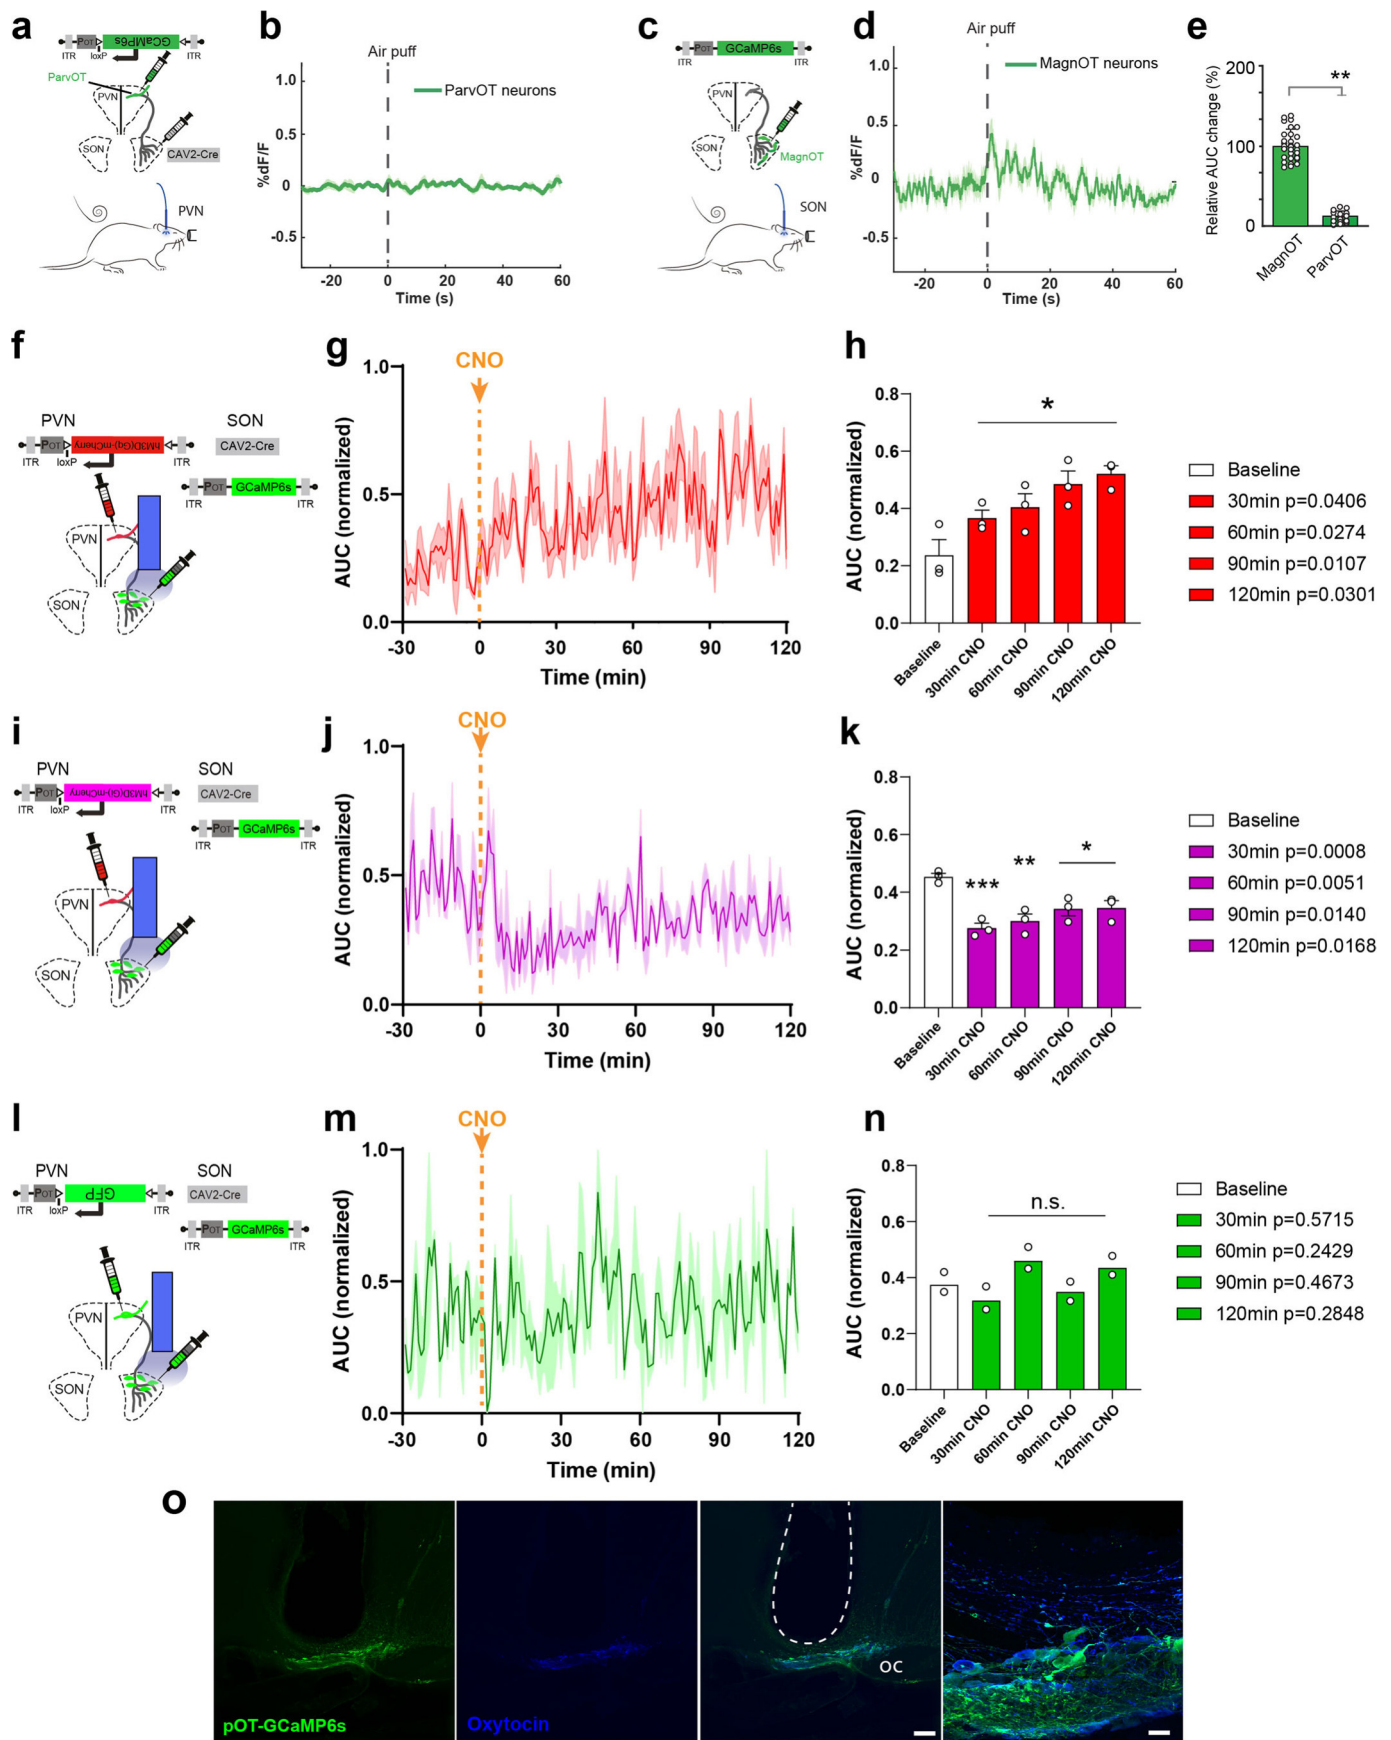 a
POT
GCaMP6s
ITR
loxP
ITR
ParvOT
PVN
SON
CAV2-Cre
PVN
b
Air puff
ParvOT neurons
1.0
0.5
0
-0.5
%dF/F
-20
0
20
40
60
Time (s)
c
POT
GCaMP6s
ITR
ITR
PVN
SON
MagnOT
SON
d
Air puff
MagnOT neurons
1.0
0.5
0
-0.5
%dF/F
-20
0
20
40
60
Time (s)
e
200
100
0
**
Relative AUC change (%)
MagnOT
ParvOT
f
PVN
SON
POT
hM3D(Gq)-mCherry
CAV2-Cre
ITR
loxP
ITR
POT
GCaMP6s
ITR
ITR
PVN
SON
g
CNO
1.0
0.5
0.0
AUC (normalized)
-30
0
30
60
90
120
Time (min)
h
0.8
0.6
0.4
0.2
0.0
*
AUC (normalized)
Baseline
30min CNO
60min CNO
90min CNO
120min CNO
Baseline
30min p=0.0406
60min p=0.0274
90min p=0.0107
120min p=0.0301
i
PVN
SON
POT
hM3D(Gi)-mCherry
CAV2-Cre
ITR
loxP
ITR
POT
GCaMP6s
ITR
ITR
PVN
SON
j
CNO
1.0
0.5
0.0
AUC (normalized)
-30
0
30
60
90
120
Time (min)
k
0.8
0.6
0.4
0.2
0.0
***
**
*
AUC (normalized)
Baseline
30min CNO
60min CNO
90min CNO
120min CNO
Baseline
30min p=0.0008
60min p=0.0051
90min p=0.0140
120min p=0.0168
l
PVN
SON
POT
GFP
CAV2-Cre
ITR
loxP
ITR
POT
GCaMP6s
ITR
ITR
PVN
SON
m
CNO
1.0
0.5
0.0
AUC (normalized)
-30
0
30
60
90
120
Time (min)
n
0.8
0.6
0.4
0.2
0.0
n.s.
AUC (normalized)
Baseline
30min CNO
60min CNO
90min CNO
120min CNO
Baseline
30min p=0.5715
60min p=0.2429
90min p=0.4673
120min p=0.2848
o
pOT-GCaMP6s
Oxytocin
OC